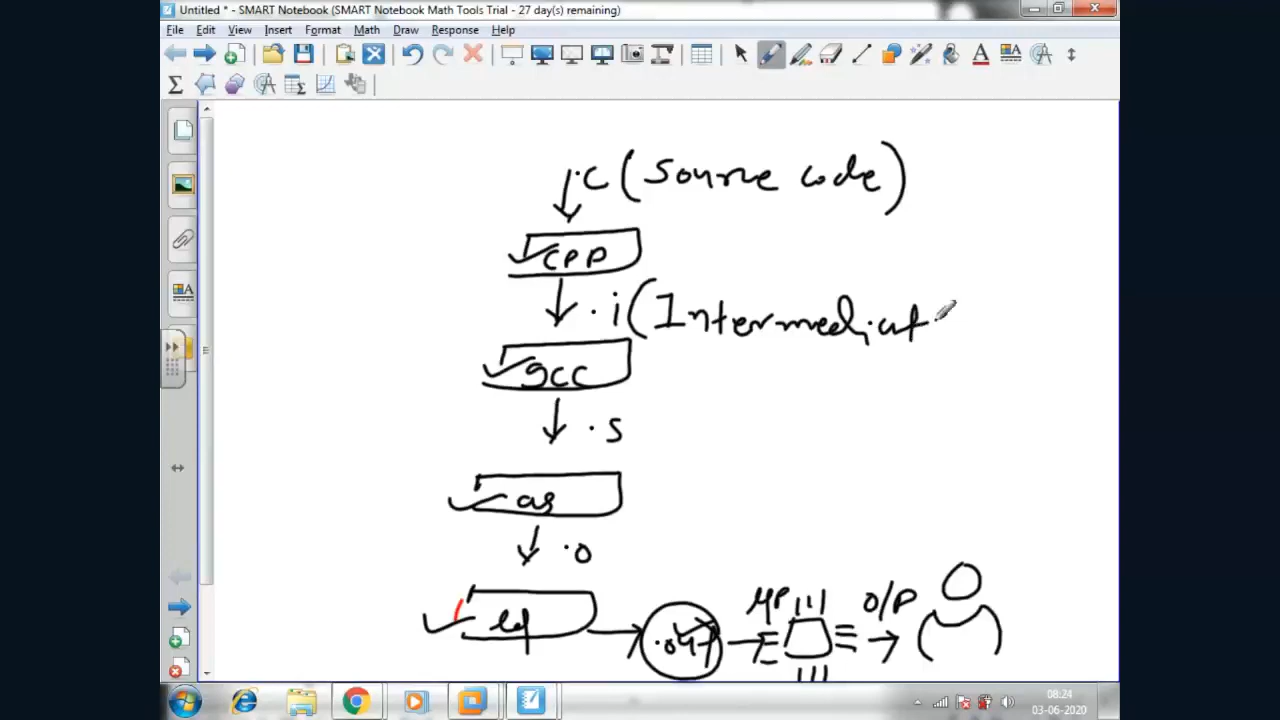 Untitled * - SMART Notebook (SMART Notebook Math Tools Trial - 27 day(s) remaining)
File Edit View Insert Format Math Draw Response Help
.c (Source code)
cpp
.i (Intermediat
gcc
.s
as
.o
ld
.out
μP
O/P
08:24
03-06-2020